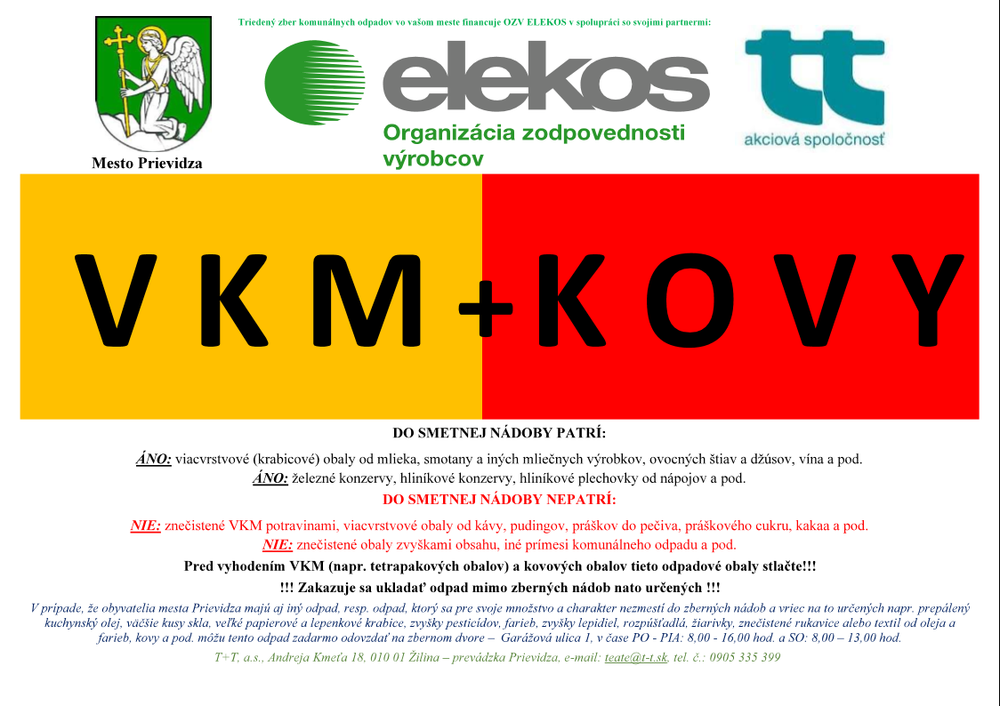 Triedený zber komunálnych odpadov vo vašom meste financuje OZV ELEKOS v spolupráci so svojimi partnermi:
elekos
Organizácia zodpovednosti
výrobcov
tt
akciová spoločnosť
Mesto Prievidza
V K M + K O V Y
DO SMETNEJ NÁDOBY PATRÍ:
ÁNO: viacvrstvové (krabicové) obaly od mlieka, smotany a iných mliečnych výrobkov, ovocných štiav a džúsov, vína a pod.
ÁNO: železné konzervy, hliníkové konzervy, hliníkové plechovky od nápojov a pod.
DO SMETNEJ NÁDOBY NEPATRÍ:
NIE: znečistené VKM potravinami, viacvrstvové obaly od kávy, pudingov, práškov do pečiva, práškového cukru, kakaa a pod.
NIE: znečistené obaly zvyškami obsahu, iné prímesi komunálneho odpadu a pod.
Pred vyhodením VKM (napr. tetrapakových obalov) a kovových obalov tieto odpadové obaly stlačte!!!
!!! Zakazuje sa ukladať odpad mimo zberných nádob nato určených !!!
V prípade, že obyvatelia mesta Prievidza majú aj iný odpad, resp. odpad, ktorý sa pre svoje množstvo a charakter nezmestí do zberných nádob a vriec na to určených napr. prepálený
kuchynský olej, väčšie kusy skla, veľké papierové a lepenkové krabice, zvyšky pesticídov, farieb, zvyšky lepidiel, rozpúšťadlá, žiarivky, znečistené rukavice alebo textil od oleja a
farieb, kovy a pod. môžu tento odpad zadarmo odovzdať na zbernom dvore – Garážová ulica 1, v čase PO - PIA: 8,00 - 16,00 hod. a SO: 8,00 – 13,00 hod.
T+T, a.s., Andreja Kmeťa 18, 010 01 Žilina – prevádzka Prievidza, e-mail: teate@t-t.sk, tel. č.: 0905 335 399